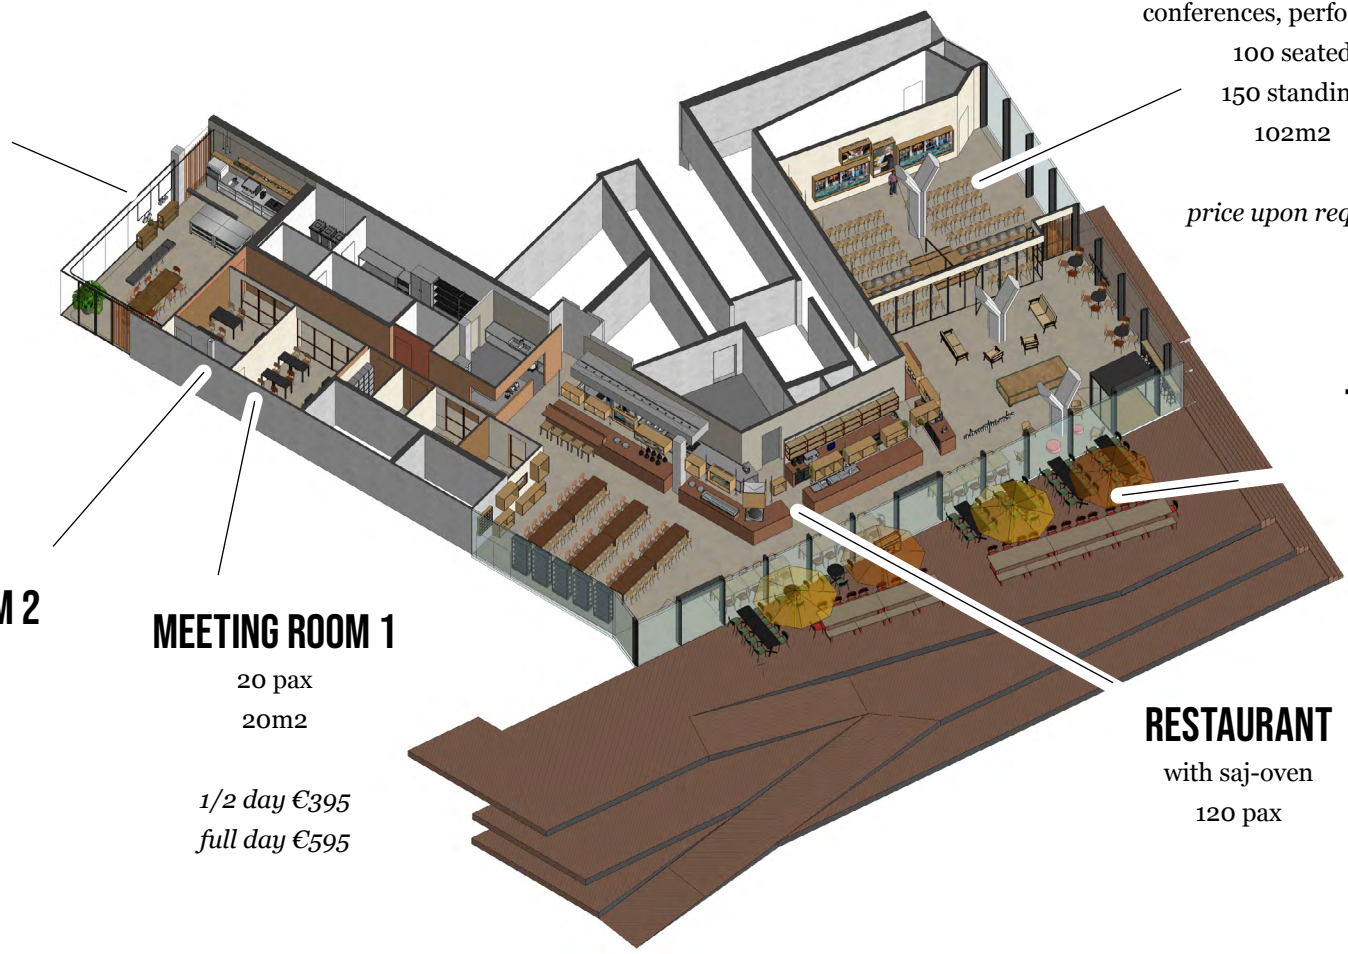 conferences, perfo
100 seated
150 standin
102m2
price upon req
M 2
MEETING ROOM 1
20 pax
20m2
1/2 day €395
full day €595
RESTAURANT
with saj-oven
120 pax